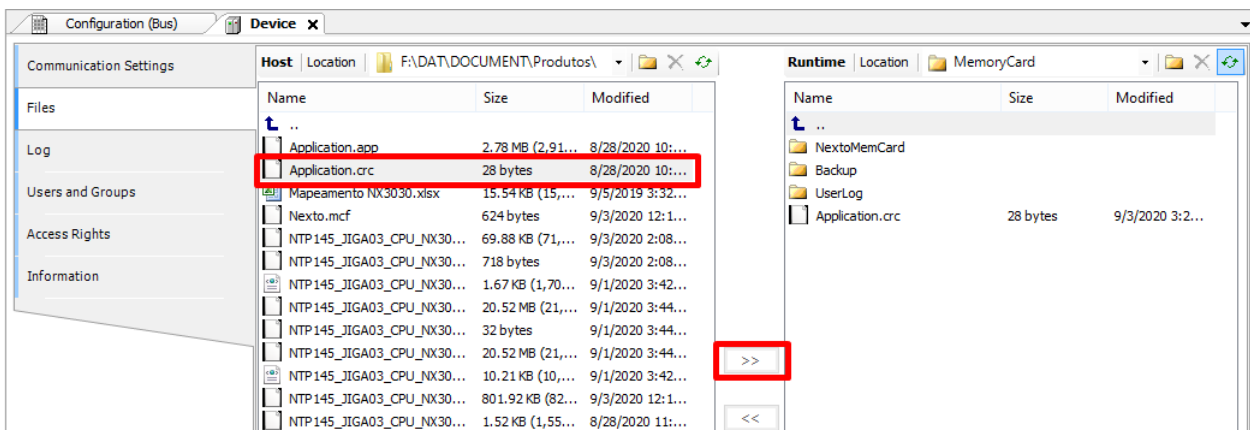 Configuration (Bus) Device X
Communication Settings
Files
Log
Users and Groups
Access Rights
Information
Host Location F:\DAT\DOCUMENT\Produtos\
Name Size Modified
..
Application.app 2.78 MB (2,91... 8/28/2020 10:...
Application.crc 28 bytes 8/28/2020 10:...
Mapeamento NX3030.xlsx 15.54 KB (15,... 9/5/2019 3:32...
Nexto.mcf 624 bytes 9/3/2020 12:1...
NTP145_JIGA03_CPU_NX30... 69.88 KB (71,... 9/3/2020 2:08...
NTP145_JIGA03_CPU_NX30... 718 bytes 9/3/2020 2:08...
NTP145_JIGA03_CPU_NX30... 1.67 KB (1,70... 9/1/2020 3:42...
NTP145_JIGA03_CPU_NX30... 20.52 MB (21,... 9/1/2020 3:44...
NTP145_JIGA03_CPU_NX30... 32 bytes 9/1/2020 3:44...
NTP145_JIGA03_CPU_NX30... 20.52 MB (21,... 9/1/2020 3:44...
NTP145_JIGA03_CPU_NX30... 10.21 KB (10,... 9/1/2020 3:42...
NTP145_JIGA03_CPU_NX30... 801.92 KB (82... 9/3/2020 12:1...
NTP145_JIGA03_CPU_NX30... 1.52 KB (1,55... 8/28/2020 11:...
>>
<<
Runtime Location MemoryCard
Name Size Modified
..
NextoMemCard
Backup
UserLog
Application.crc 28 bytes 9/3/2020 3:2...